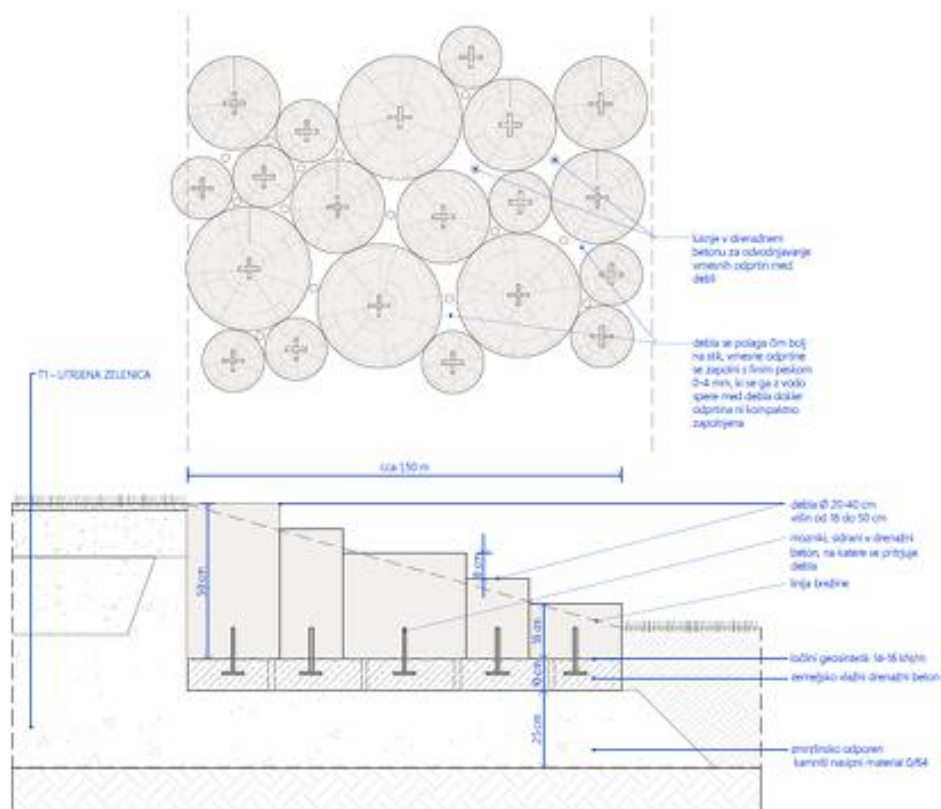 luknje v drenažnem
betonu za odvodnjavanje
vmesnih odprtin med
debli
debla se polaga čim bolj
na stik, vmesne odprtine
se zapolni s finim peskom
0-4 mm, ki se ga z vodo
spere med debla dokler
odprtina ni kompaktno
zapolnjena
T1 - UTRJENA ZELENICA
cca 1,50 m
debla Ø 20-40 cm
višin od 18 do 50 cm
mozniki, sidrani v drenažni
beton, na katere se pritrjuje
debla
linija brežine
50 cm
18 cm
10 cm
25 cm
ločilni geosintetik 14-16 kN/m
zemeljsko vlažni drenažni beton
zmrzlinsko odporen
kamniti nasipni material 0/64